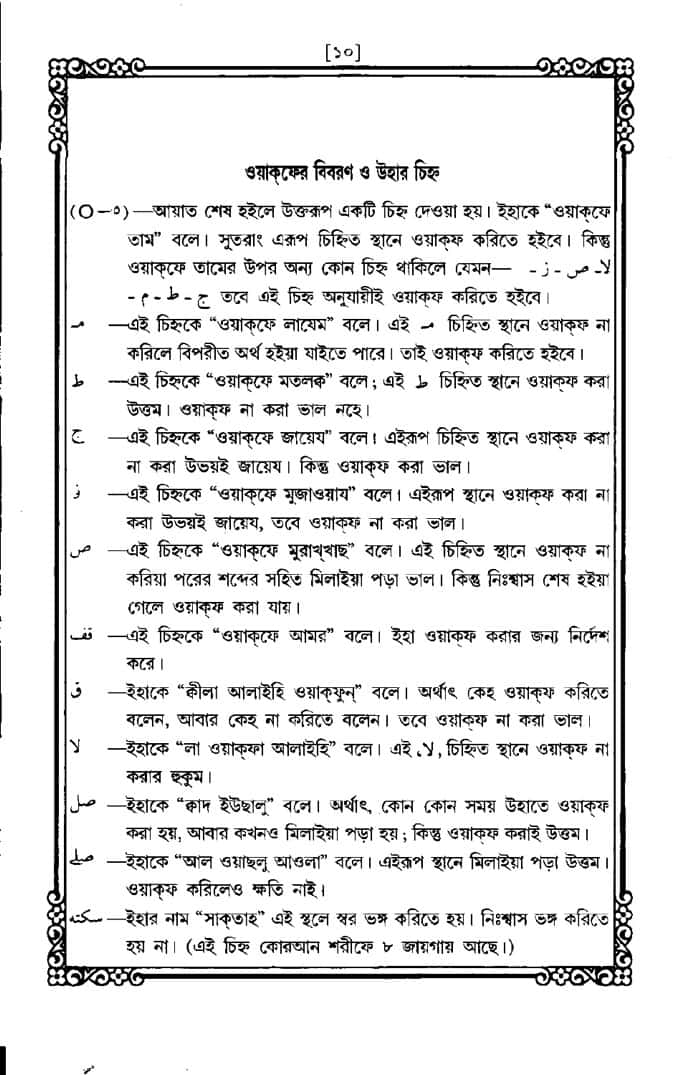 [১০]
ওয়াক্ফের বিবরণ ও উহার চিহ্ন
(O–০) —আয়াত শেষ হইলে উক্তরূপ একটি চিহ্ন দেওয়া হয়। ইহাকে “ওয়াক্ফে
তাম” বলে। সুতরাং এরূপ চিহ্নিত স্থানে ওয়াক্ফ করিতে হইবে। কিন্তু
ওয়াক্ফে তামের উপর অন্য কোন চিহ্ন থাকিলে যেমন— لا - ص - ز -
ج - ط - م - তবে এই চিহ্ন অনুযায়ীই ওয়াক্ফ করিতে হইবে।
مـ —এই চিহ্নকে “ওয়াক্ফে লাযেম” বলে। এই مـ চিহ্নিত স্থানে ওয়াক্ফ না
করিলে বিপরীত অর্থ হইয়া যাইতে পারে। তাই ওয়াক্ফ করিতে হইবে।
ط —এই চিহ্নকে “ওয়াক্ফে মতলক্ব” বলে; এই ط চিহ্নিত স্থানে ওয়াক্ফ করা
উত্তম। ওয়াক্ফ না করা ভাল নহে।
ج —এই চিহ্নকে “ওয়াক্ফে জায়েয” বলে। এইরূপ চিহ্নিত স্থানে ওয়াক্ফ করা
না করা উভয়ই জায়েয। কিন্তু ওয়াক্ফ করা ভাল।
ز —এই চিহ্নকে “ওয়াক্ফে মুজাওয়ায” বলে। এইরূপ স্থানে ওয়াক্ফ করা না
করা উভয়ই জায়েয, তবে ওয়াক্ফ না করা ভাল।
ص —এই চিহ্নকে “ওয়াক্ফে মুরাখ্খাছ” বলে। এই চিহ্নিত স্থানে ওয়াক্ফ না
করিয়া পরের শব্দের সহিত মিলাইয়া পড়া ভাল। কিন্তু নিঃশ্বাস শেষ হইয়া
গেলে ওয়াক্ফ করা যায়।
قف —এই চিহ্নকে “ওয়াক্ফে আমর” বলে। ইহা ওয়াক্ফ করার জন্য নির্দেশ
করে।
ق —ইহাকে “ক্বীলা আলাইহি ওয়াক্ফুন্” বলে। অর্থাৎ কেহ ওয়াক্ফ করিতে
বলেন, আবার কেহ না করিতে বলেন। তবে ওয়াক্ফ না করা ভাল।
لا —ইহাকে “লা ওয়াক্ফা আলাইহি” বলে। এই لا, চিহ্নিত স্থানে ওয়াক্ফ না
করার হুকুম।
صل —ইহাকে “ক্বাদ ইউছালু” বলে। অর্থাৎ, কোন কোন সময় উহাতে ওয়াক্ফ
করা হয়, আবার কখনও মিলাইয়া পড়া হয়; কিন্তু ওয়াক্ফ করাই উত্তম।
صلے —ইহাকে “আল ওয়াছলু আওলা” বলে। এইরূপ স্থানে মিলাইয়া পড়া উত্তম।
ওয়াক্ফ করিলেও ক্ষতি নাই।
سکته —ইহার নাম “সাক্তাহ” এই স্থলে স্বর ভঙ্গ করিতে হয়। নিঃশ্বাস ভঙ্গ করিতে
হয় না। (এই চিহ্ন কোরআন শরীফে ৮ জায়গায় আছে।)